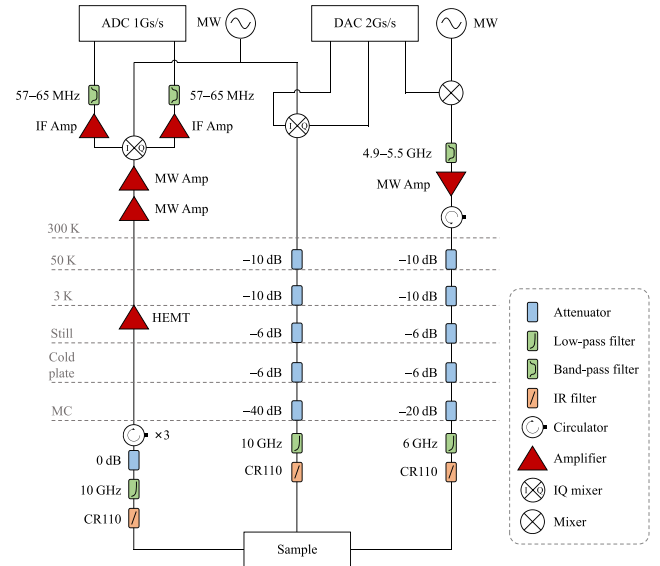 ADC 1Gs/s
MW
DAC 2Gs/s
MW
57–65 MHz
57–65 MHz
IF Amp
IF Amp
I Q
I Q
4.9–5.5 GHz
MW Amp
MW Amp
MW Amp
300 K
50 K
−10 dB
−10 dB
3 K
−10 dB
−10 dB
HEMT
Still
−6 dB
−6 dB
Cold
plate
−6 dB
−6 dB
MC
−40 dB
−20 dB
×3
0 dB
10 GHz
6 GHz
10 GHz
CR110
CR110
CR110
Sample
Attenuator
Low-pass filter
Band-pass filter
IR filter
Circulator
Amplifier
I Q
IQ mixer
Mixer